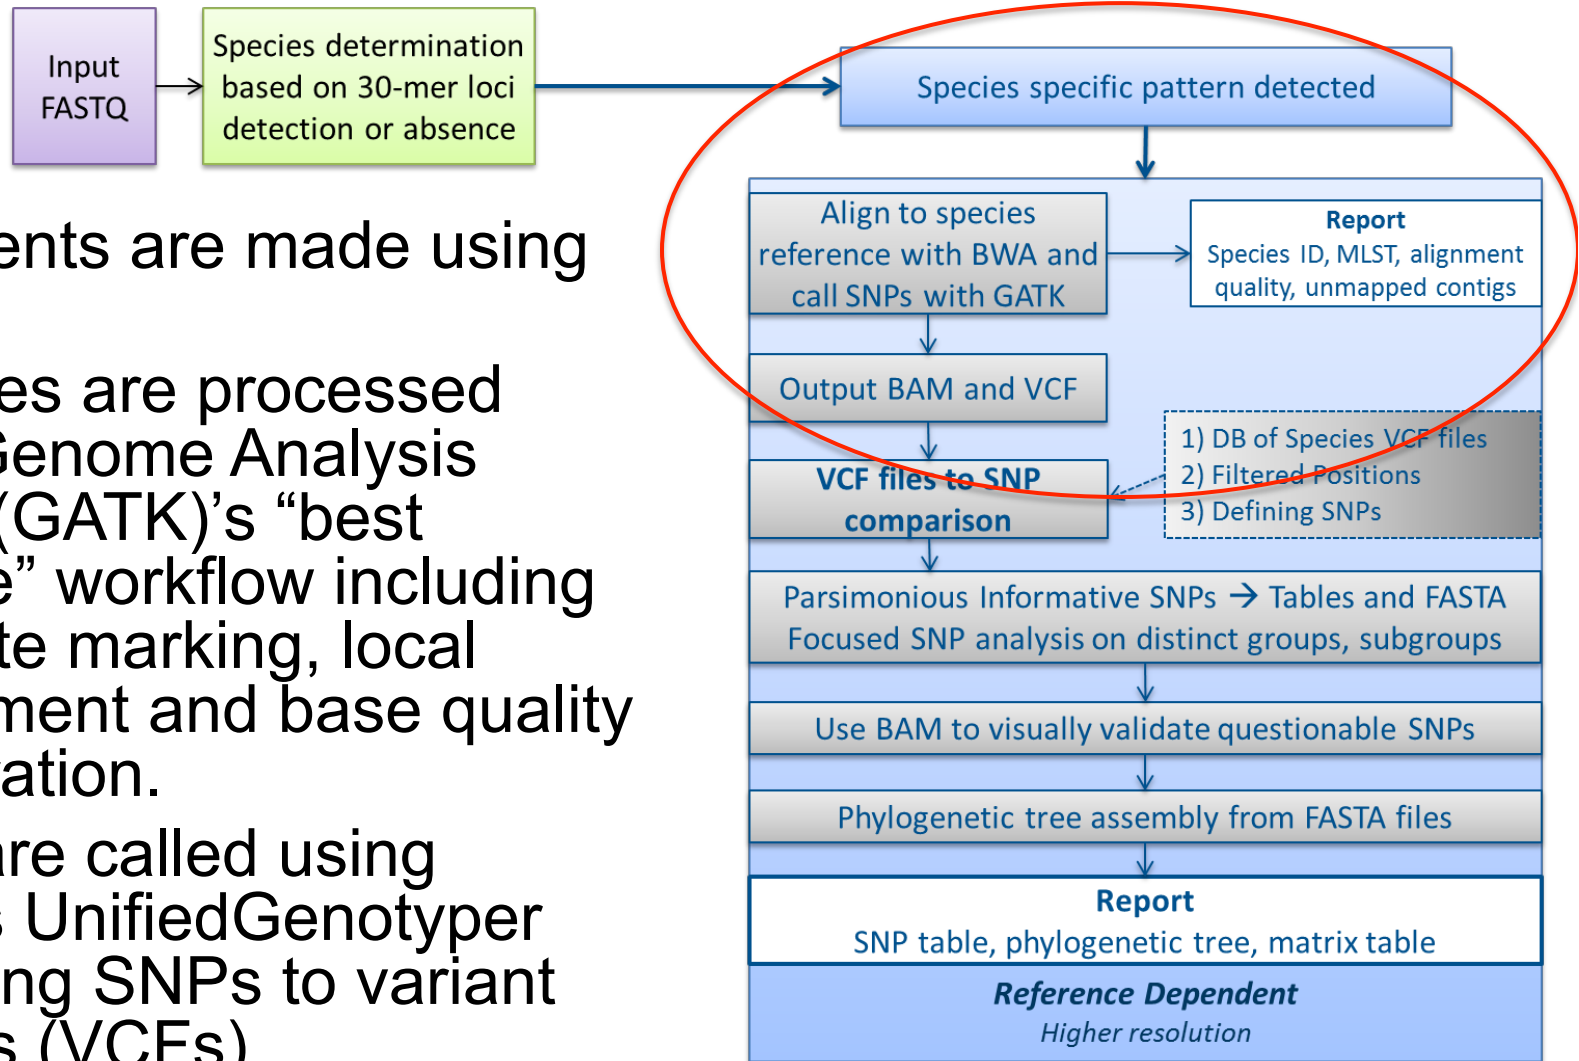 Input
FASTQ
Species determination
based on 30-mer loci
detection or absence
Species specific pattern detected
Align to species
reference with BWA and
call SNPs with GATK
Report
Species ID, MLST, alignment
quality, unmapped contigs
Output BAM and VCF
VCF files to SNP
comparison
1) DB of Species VCF files
2) Filtered Positions
3) Defining SNPs
Parsimonious Informative SNPs → Tables and FASTA
Focused SNP analysis on distinct groups, subgroups
Use BAM to visually validate questionable SNPs
Phylogenetic tree assembly from FASTA files
Report
SNP table, phylogenetic tree, matrix table
Reference Dependent
Higher resolution
ents are made using
es are processed
Genome Analysis
(GATK)'s “best
e” workflow including
te marking, local
ment and base quality
ation.
are called using
s UnifiedGenotyper
ng SNPs to variant
s (VCFs)